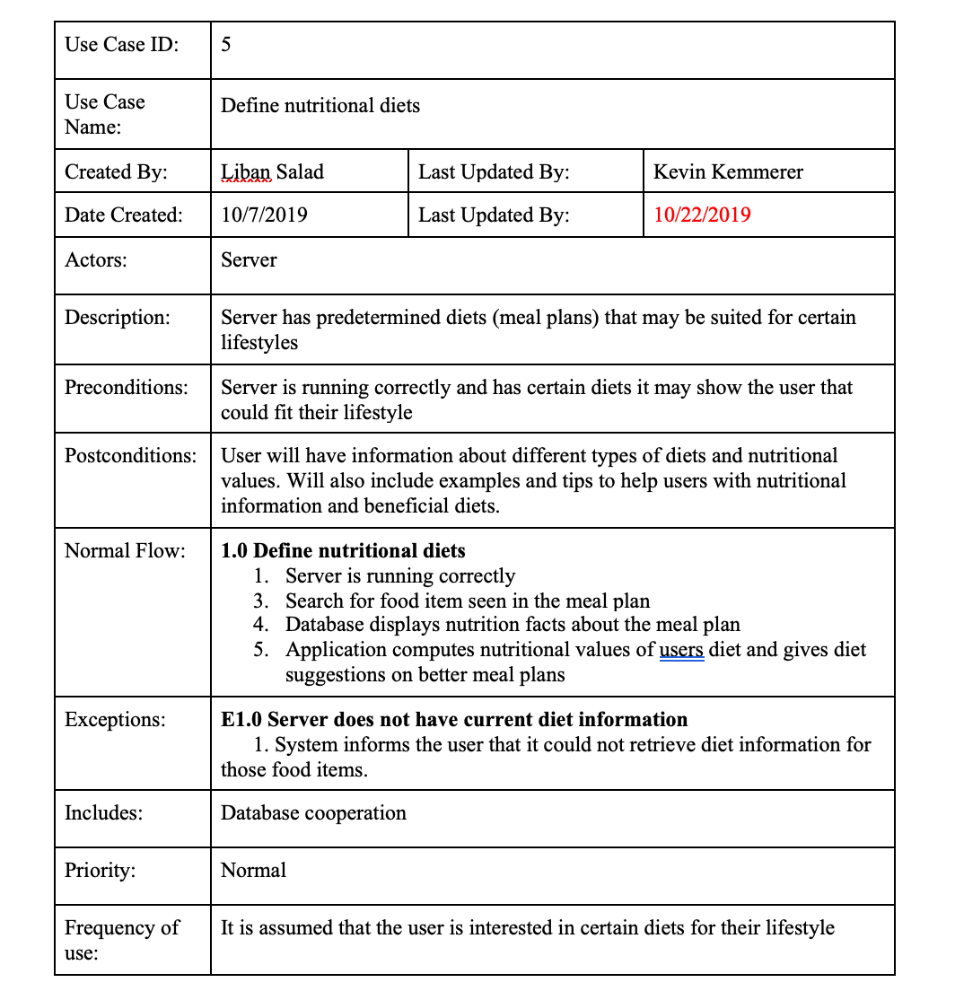 Use Case ID: 5
Use Case
Name:
Define nutritional diets
Created By: Liban Salad Last Updated By: Kevin Kemmerer
Date Created: 10/7/2019 Last Updated By: 10/22/2019
Actors: Server
Description: Server has predetermined diets (meal plans) that may be suited for certain
lifestyles
Preconditions: Server is running correctly and has certain diets it may show the user that
could fit their lifestyle
Postconditions: User will have information about different types of diets and nutritional
values. Will also include examples and tips to help users with nutritional
information and beneficial diets.
Normal Flow: 1.0 Define nutritional diets
1. Server is running correctly
3. Search for food item seen in the meal plan
4. Database displays nutrition facts about the meal plan
5. Application computes nutritional values of users diet and gives diet
suggestions on better meal plans
Exceptions: E1.0 Server does not have current diet information
1. System informs the user that it could not retrieve diet information for
those food items.
Includes: Database cooperation
Priority: Normal
Frequency of
use:
It is assumed that the user is interested in certain diets for their lifestyle